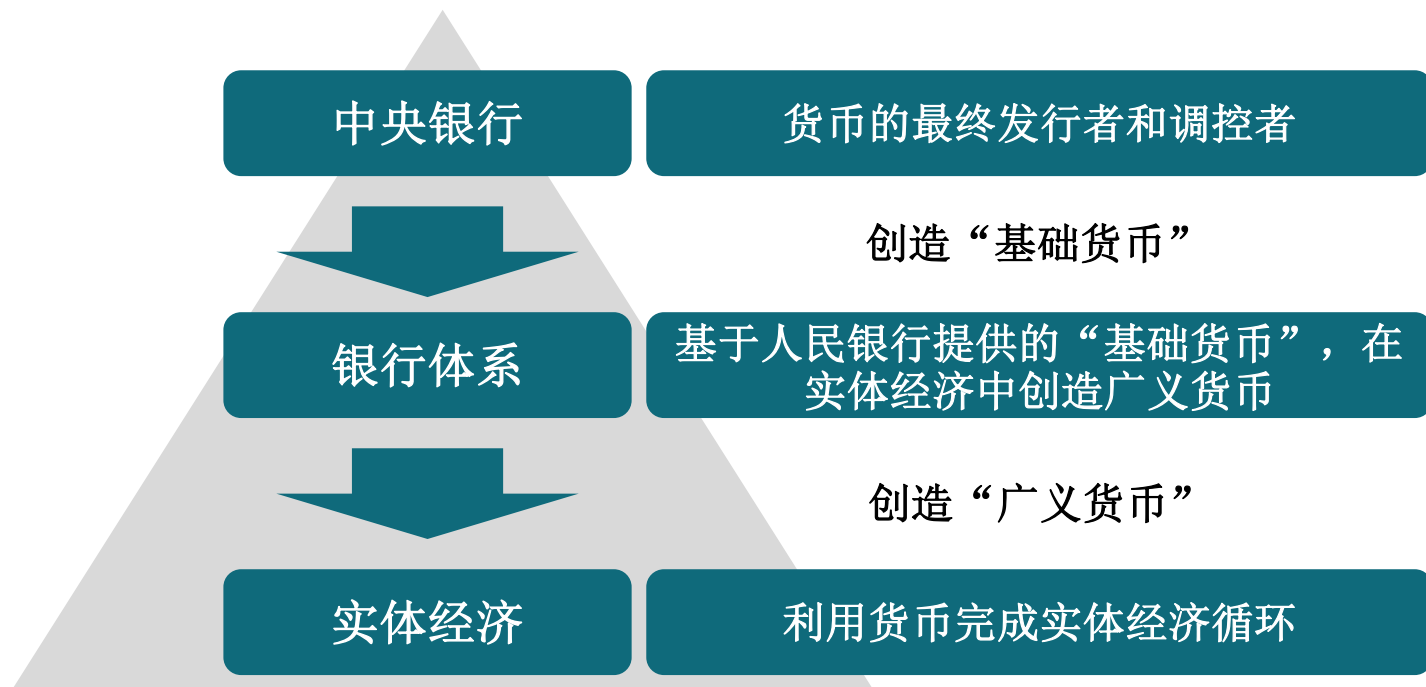 中央银行
货币的最终发行者和调控者
创造“基础货币”
银行体系
基于人民银行提供的“基础货币”，在
实体经济中创造广义货币
创造“广义货币”
实体经济
利用货币完成实体经济循环